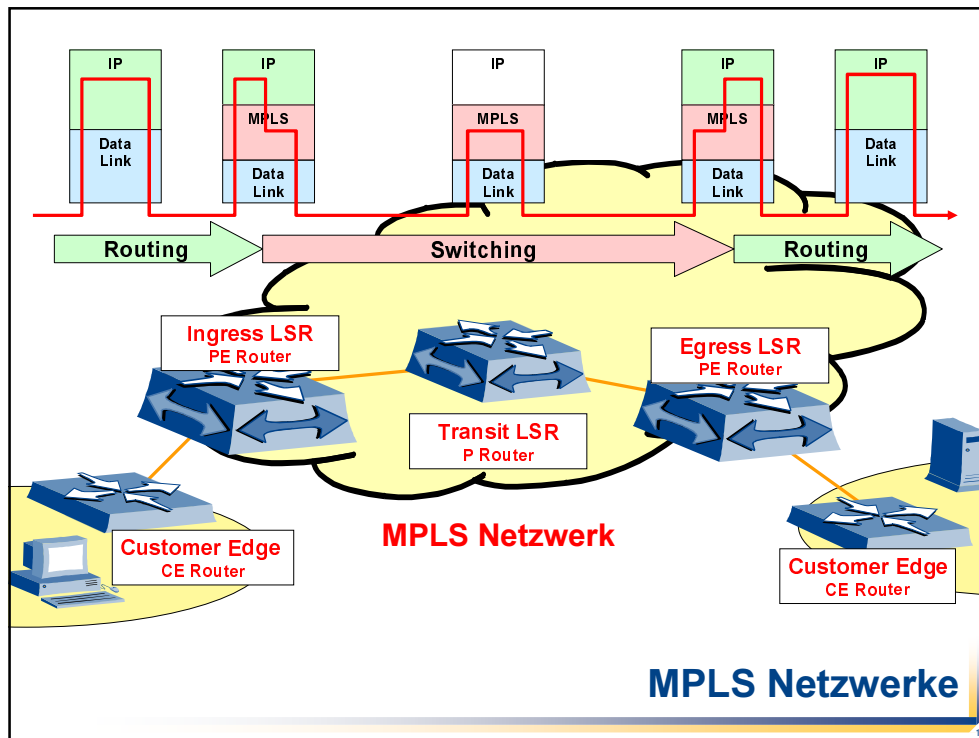 IP
Data
Link
IP
MPLS
Data
Link
IP
MPLS
Data
Link
IP
MPLS
Data
Link
IP
Data
Link
Routing
Switching
Routing
Ingress LSR
PE Router
Egress LSR
PE Router
Transit LSR
P Router
MPLS Netzwerk
Customer Edge
CE Router
Customer Edge
CE Router
MPLS Netzwerke